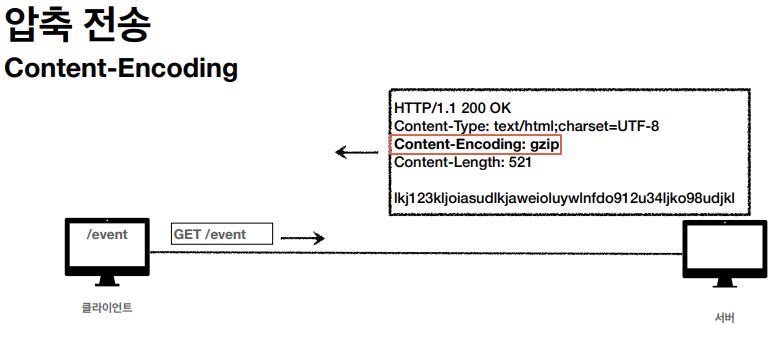 압축 전송
Content-Encoding
HTTP/1.1 200 OK
Content-Type: text/html;charset=UTF-8
Content-Encoding: gzip
Content-Length: 521
lkj123kljoiasudlkjaweioluywlnfdo912u34ljko98udjkl
/event
GET /event
클라이언트
서버